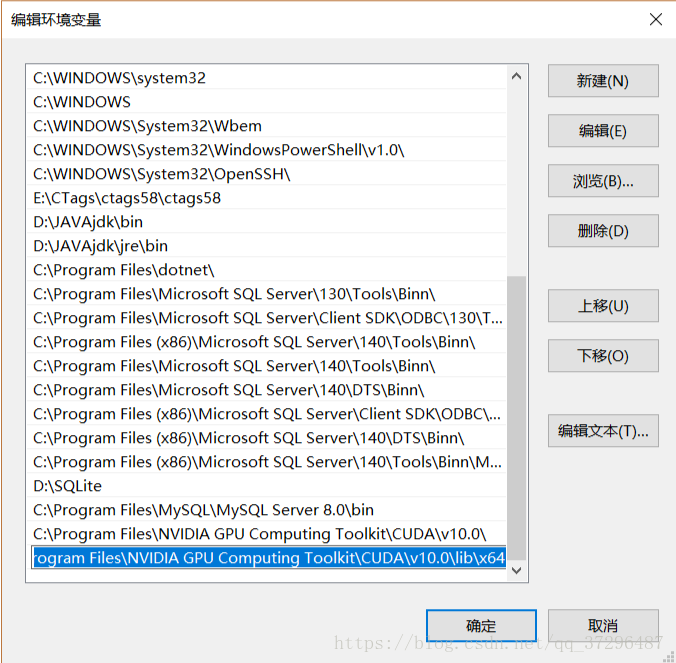 编辑环境变量
C:\WINDOWS\system32
C:\WINDOWS
C:\WINDOWS\System32\Wbem
C:\WINDOWS\System32\WindowsPowerShell\v1.0\
C:\WINDOWS\System32\OpenSSH\
E:\CTags\ctags58\ctags58
D:\JAVAjdk\bin
D:\JAVAjdk\jre\bin
C:\Program Files\dotnet\
C:\Program Files\Microsoft SQL Server\130\Tools\Binn\
C:\Program Files\Microsoft SQL Server\Client SDK\ODBC\130\T...
C:\Program Files (x86)\Microsoft SQL Server\140\Tools\Binn\
C:\Program Files\Microsoft SQL Server\140\Tools\Binn\
C:\Program Files\Microsoft SQL Server\140\DTS\Binn\
C:\Program Files (x86)\Microsoft SQL Server\Client SDK\ODBC\...
C:\Program Files (x86)\Microsoft SQL Server\140\DTS\Binn\
C:\Program Files (x86)\Microsoft SQL Server\140\Tools\Binn\M...
D:\SQLite
C:\Program Files\MySQL\MySQL Server 8.0\bin
C:\Program Files\NVIDIA GPU Computing Toolkit\CUDA\v10.0\
rogram Files\NVIDIA GPU Computing Toolkit\CUDA\v10.0\lib\x64
新建(N)
编辑(E)
浏览(B)...
删除(D)
上移(U)
下移(O)
编辑文本(T)...
确定
取消
https://blog.csdn.net/qq_37296487